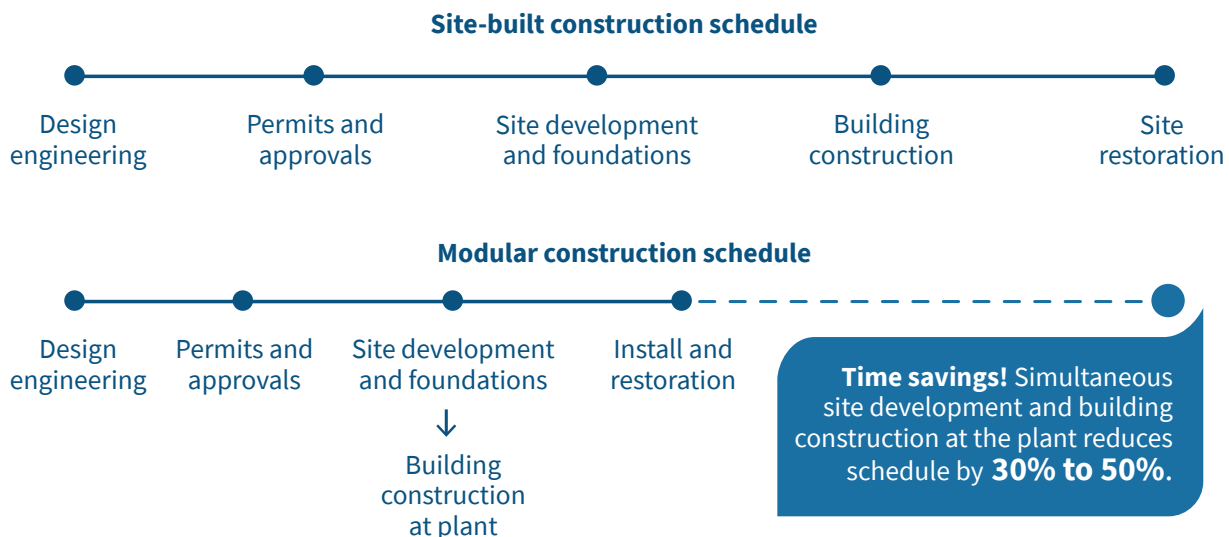 Site-built construction schedule
Design
engineering
Permits and
approvals
Site development
and foundations
Building
construction
Site
restoration
Modular construction schedule
Design
engineering
Permits and
approvals
Site development
and foundations
↓
Building
construction
at plant
Install and
restoration
Time savings! Simultaneous
site development and building
construction at the plant reduces
schedule by 30% to 50%.